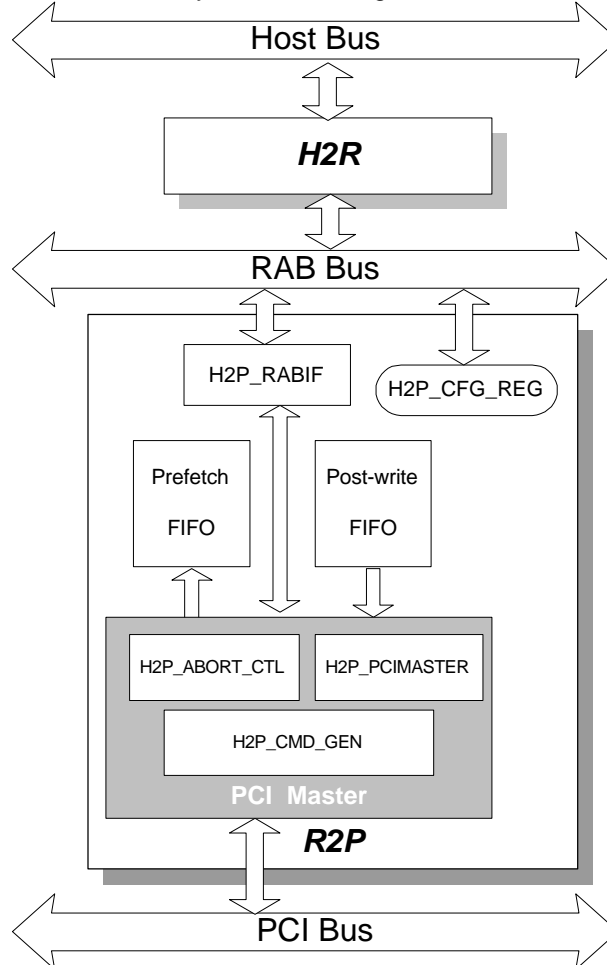 Host Bus
H2R
RAB Bus
H2P_RABIF
H2P_CFG_REG
Prefetch
FIFO
Post-write
FIFO
H2P_ABORT_CTL
H2P_PCIMASTER
H2P_CMD_GEN
PCI Master
R2P
PCI Bus